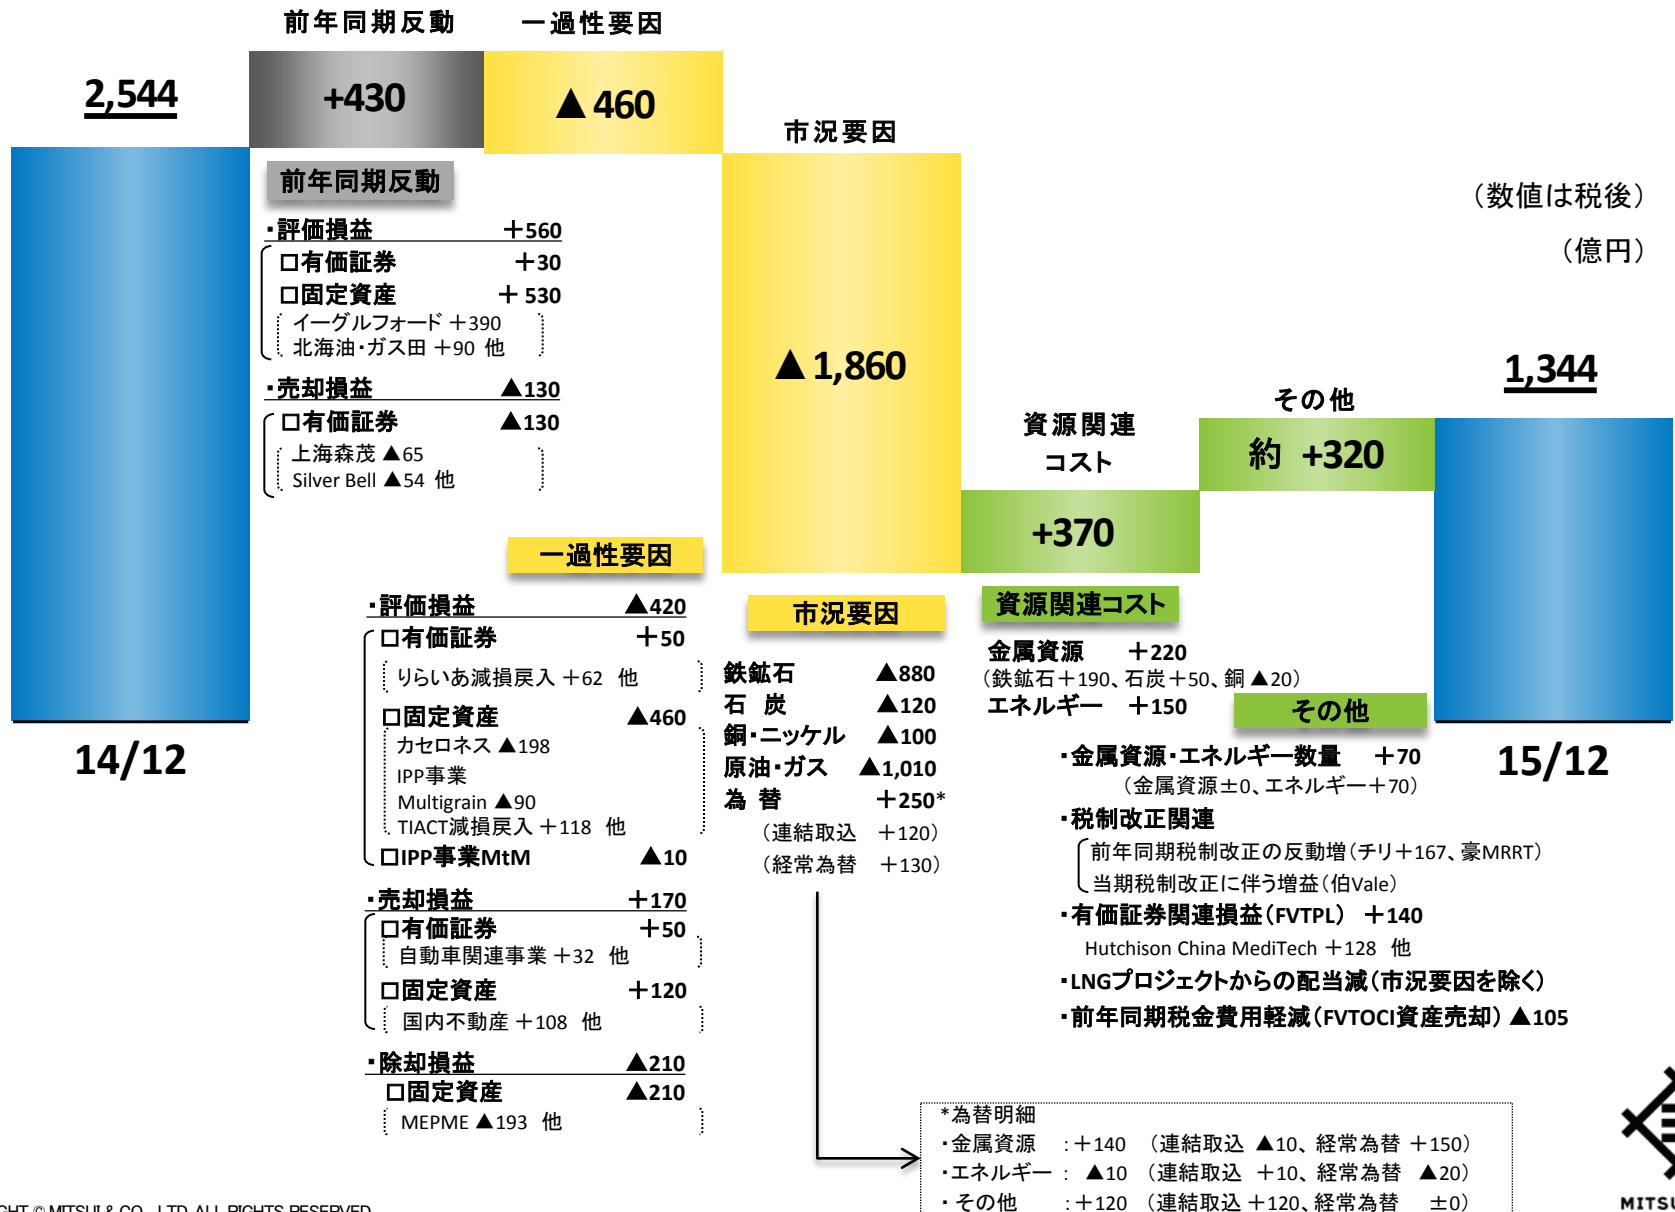 前年同期反動
一過性要因
2,544
+430
▲460
市況要因
前年同期反動
(数値は税後)
(億円)
・評価損益 +560
□有価証券 +30
□固定資産 +530
イーグルフォード +390
北海油・ガス田 +90 他
・売却損益 ▲130
□有価証券 ▲130
上海森茂 ▲65
Silver Bell ▲54 他
▲1,860
資源関連
コスト
+370
その他
約 +320
1,344
一過性要因
・評価損益 ▲420
□有価証券 +50
りらいあ減損戻入 +62 他
□固定資産 ▲460
カセロネス ▲198
IPP事業
Multigrain ▲90
TIACT減損戻入 +118 他
□IPP事業MtM ▲10
・売却損益 +170
□有価証券 +50
自動車関連事業 +32 他
□固定資産 +120
国内不動産 +108 他
・除却損益 ▲210
□固定資産 ▲210
MEPME ▲193 他
市況要因
鉄鉱石 ▲880
石 炭 ▲120
銅・ニッケル ▲100
原油・ガス ▲1,010
為 替 +250*
(連結取込 +120)
(経常為替 +130)
資源関連コスト
金属資源 +220
(鉄鉱石+190、石炭+50、銅 ▲20)
エネルギー +150
その他
・金属資源・エネルギー数量 +70
(金属資源±0、エネルギー+70)
・税制改正関連
前年同期税制改正の反動増(チリ+167、豪MRRT)
当期税制改正に伴う増益(伯Vale)
・有価証券関連損益(FVTPL) +140
Hutchison China MediTech +128 他
・LNGプロジェクトからの配当減(市況要因を除く)
・前年同期税金費用軽減(FVTOCI資産売却) ▲105
14/12
15/12
*為替明細
・金属資源 :+140 (連結取込 ▲10、経常為替 +150)
・エネルギー : ▲10 (連結取込 +10、経常為替 ▲20)
・その他 :+120 (連結取込 +120、経常為替 ±0)
GHT © MITSUI & CO., LTD. ALL RIGHTS RESERVED.
MITSU